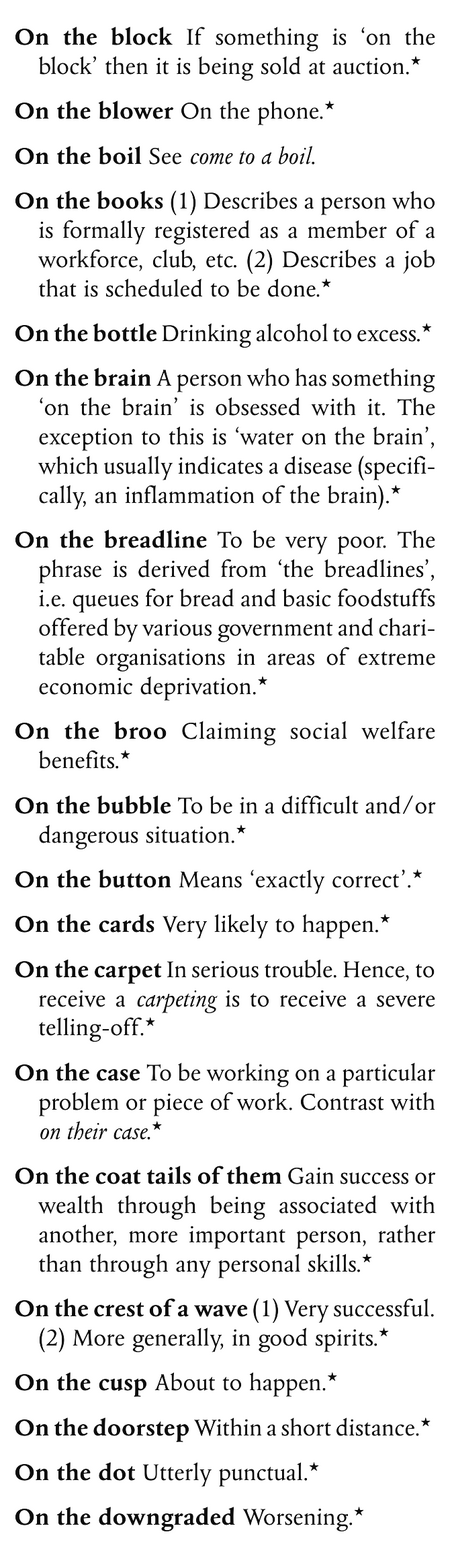 On the block If something is ‘on the
block’ then it is being sold at auction.★
On the blower On the phone.★
On the boil See come to a boil.
On the books (1) Describes a person who
is formally registered as a member of a
workforce, club, etc. (2) Describes a job
that is scheduled to be done.★
On the bottle Drinking alcohol to excess.★
On the brain A person who has something
‘on the brain’ is obsessed with it. The
exception to this is ‘water on the brain’,
which usually indicates a disease (specifi-
cally, an inflammation of the brain).★
On the breadline To be very poor. The
phrase is derived from ‘the breadlines’,
i.e. queues for bread and basic foodstuffs
offered by various government and chari-
table organisations in areas of extreme
economic deprivation.★
On the broo Claiming social welfare
benefits.★
On the bubble To be in a difficult and/or
dangerous situation.★
On the button Means ‘exactly correct’.★
On the cards Very likely to happen.★
On the carpet In serious trouble. Hence, to
receive a carpeting is to receive a severe
telling-off.★
On the case To be working on a particular
problem or piece of work. Contrast with
on their case.★
On the coat tails of them Gain success or
wealth through being associated with
another, more important person, rather
than through any personal skills.★
On the crest of a wave (1) Very successful.
(2) More generally, in good spirits.★
On the cusp About to happen.★
On the doorstep Within a short distance.★
On the dot Utterly punctual.★
On the downgraded Worsening.★